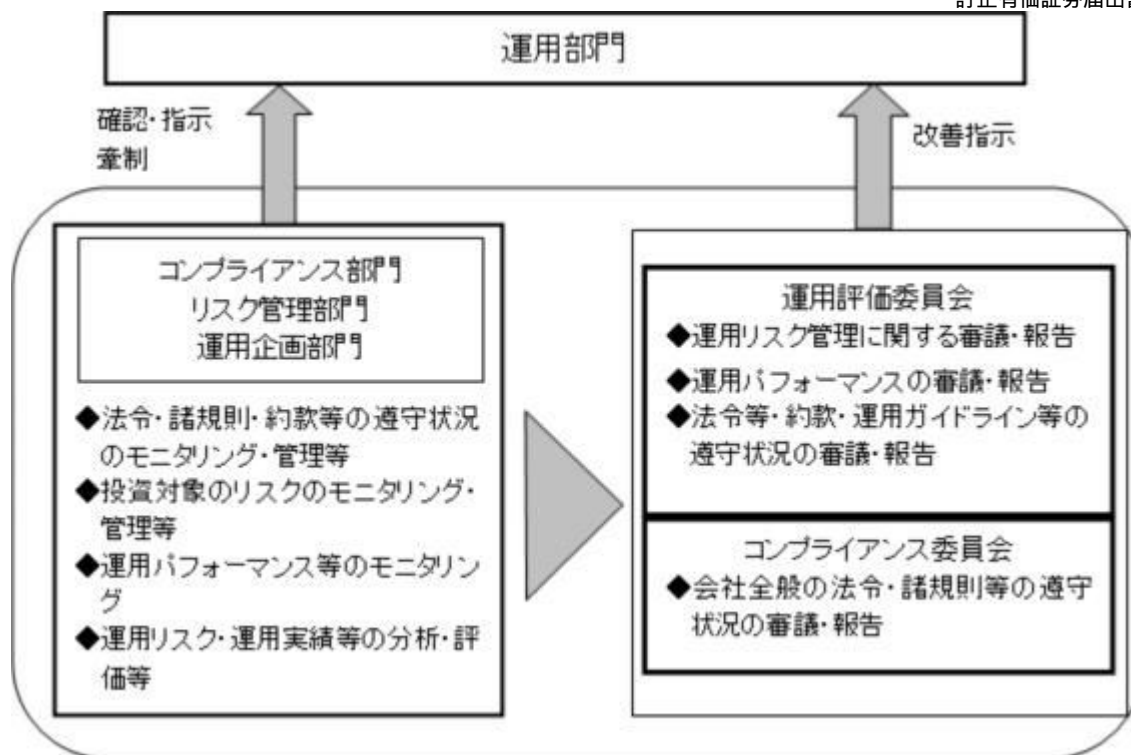 運用部門
確認・指示
牽制
改善指示
コンプライアンス部門
リスク管理部門
運用企画部門
◆法令・諸規則・約款等の遵守状況
のモニタリング・管理等
◆投資対象のリスクのモニタリング・
管理等
◆運用パフォーマンス等のモニタリン
グ
◆運用リスク・運用実績等の分析・評
価等
運用評価委員会
◆運用リスク管理に関する審議・報告
◆運用パフォーマンスの審議・報告
◆法令等・約款・運用ガイドライン等の
遵守状況の審議・報告
コンプライアンス委員会
◆会社全般の法令・諸規則等の遵守
状況の審議・報告